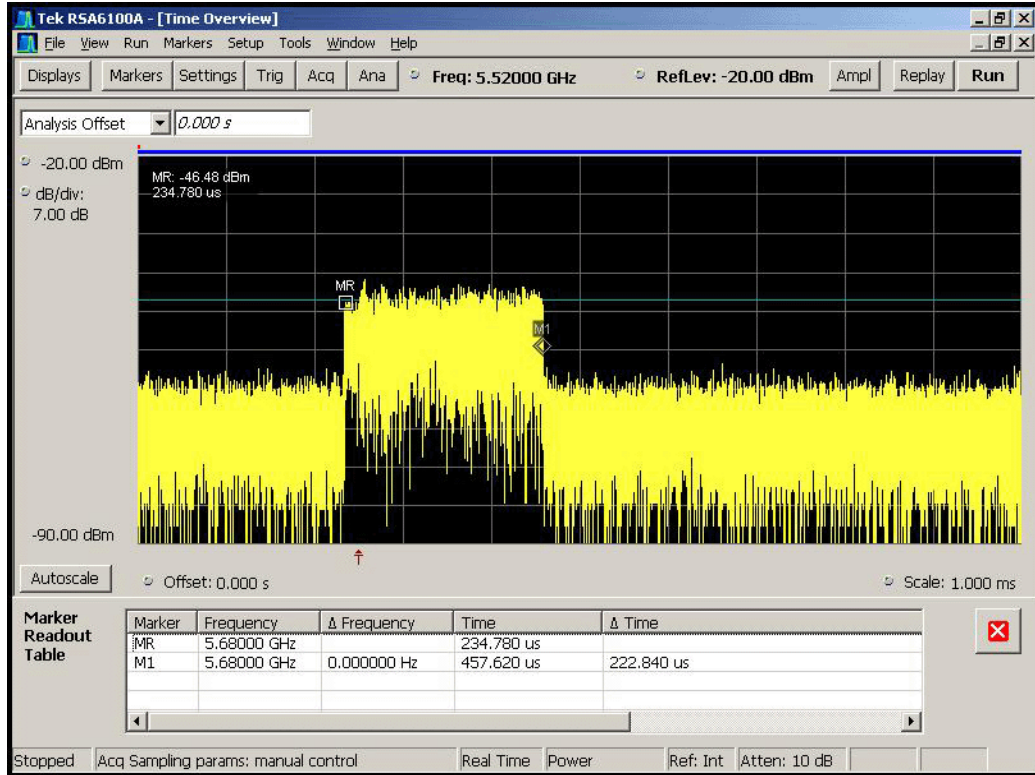 Tek RSA6100A - [Time Overview]
File View Run Markers Setup Tools Window Help
Displays Markers Settings Trig Acq Ana Freq: 5.52000 GHz RefLev: -20.00 dBm Ampl Replay Run
Analysis Offset 0.000 s
-20.00 dBm
dB/div:
7.00 dB
MR: -46.48 dBm
234.780 us
MR
M1
-90.00 dBm
Autoscale Offset: 0.000 s Scale: 1.000 ms
Marker
Readout
Table
Marker Frequency Δ Frequency Time Δ Time
MR 5.68000 GHz 234.780 us
M1 5.68000 GHz 0.000000 Hz 457.620 us 222.840 us
Stopped Acq Sampling params: manual control Real Time Power Ref: Int Atten: 10 dB